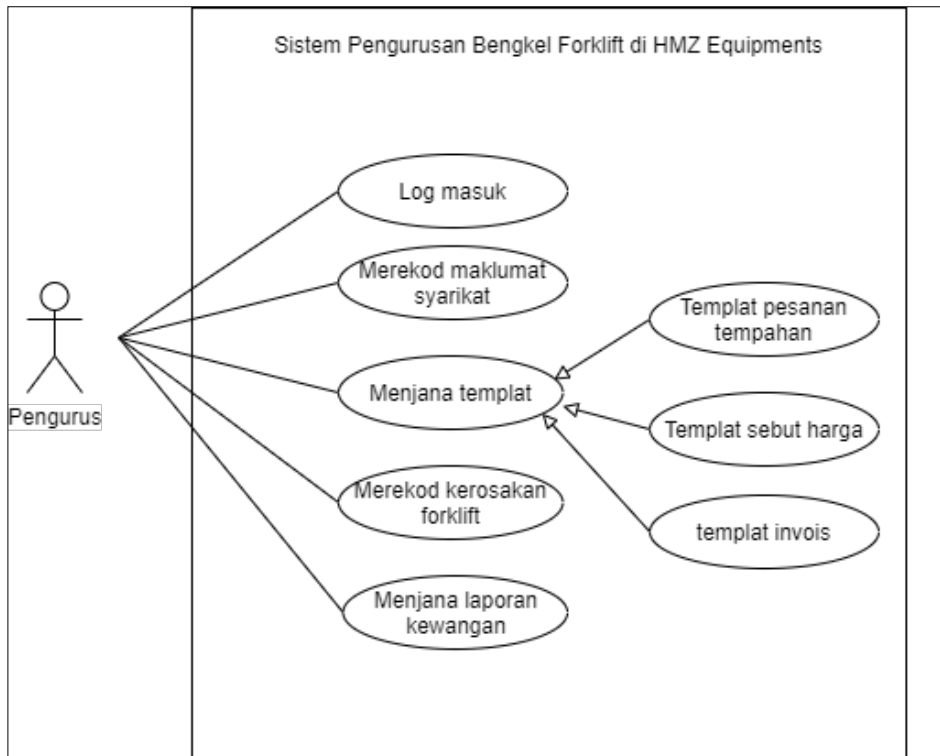 Sistem Pengurusan Bengkel Forklift di HMZ Equipments
Log masuk
Merekod maklumat
syarikat
Menjana templat
Merekod kerosakan
forklift
Menjana laporan
kewangan
Templat pesanan
tempahan
Templat sebut harga
templat invois
Pengurus